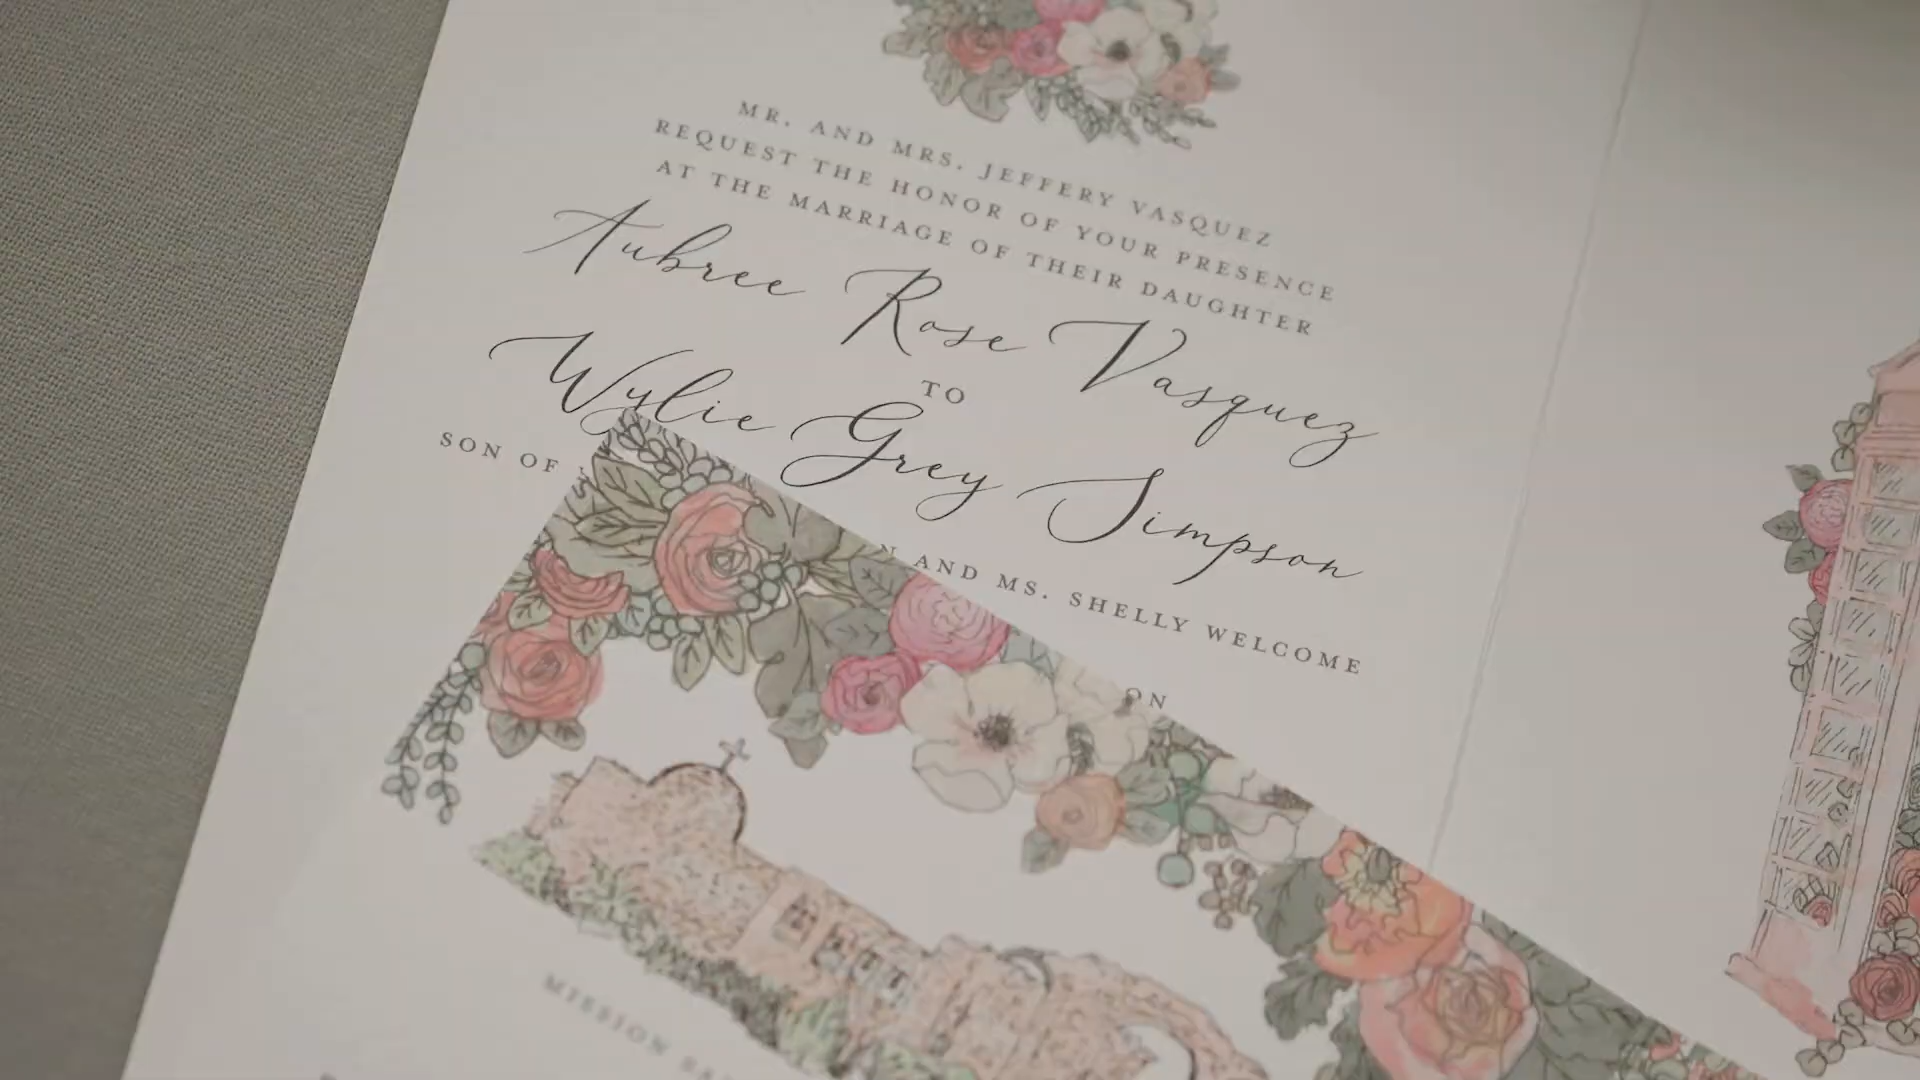 MR. AND MRS. JEFFERY VASQUEZ
REQUEST THE HONOR OF YOUR PRESENCE
AT THE MARRIAGE OF THEIR DAUGHTER
Aubree Rose Vasquez
TO
Wylie Grey Simpson
SON OF AND MS. SHELLY WELCOME
ON
MISSION